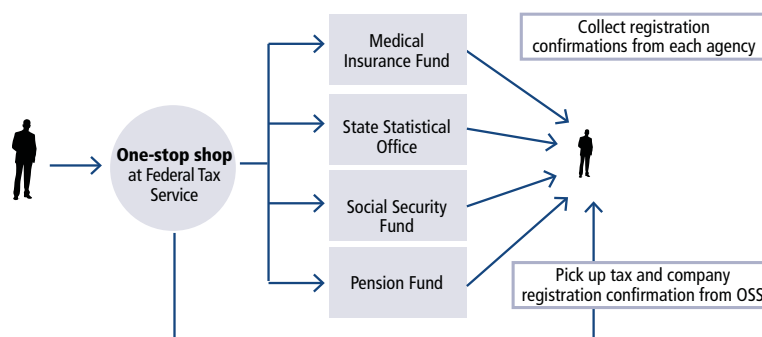 Medical
Insurance Fund
Collect registration
confirmations from each agency
State Statistical
Office
One-stop shop
at Federal Tax
Service
Social Security
Fund
Pension Fund
Pick up tax and company
registration confirmation from OSS